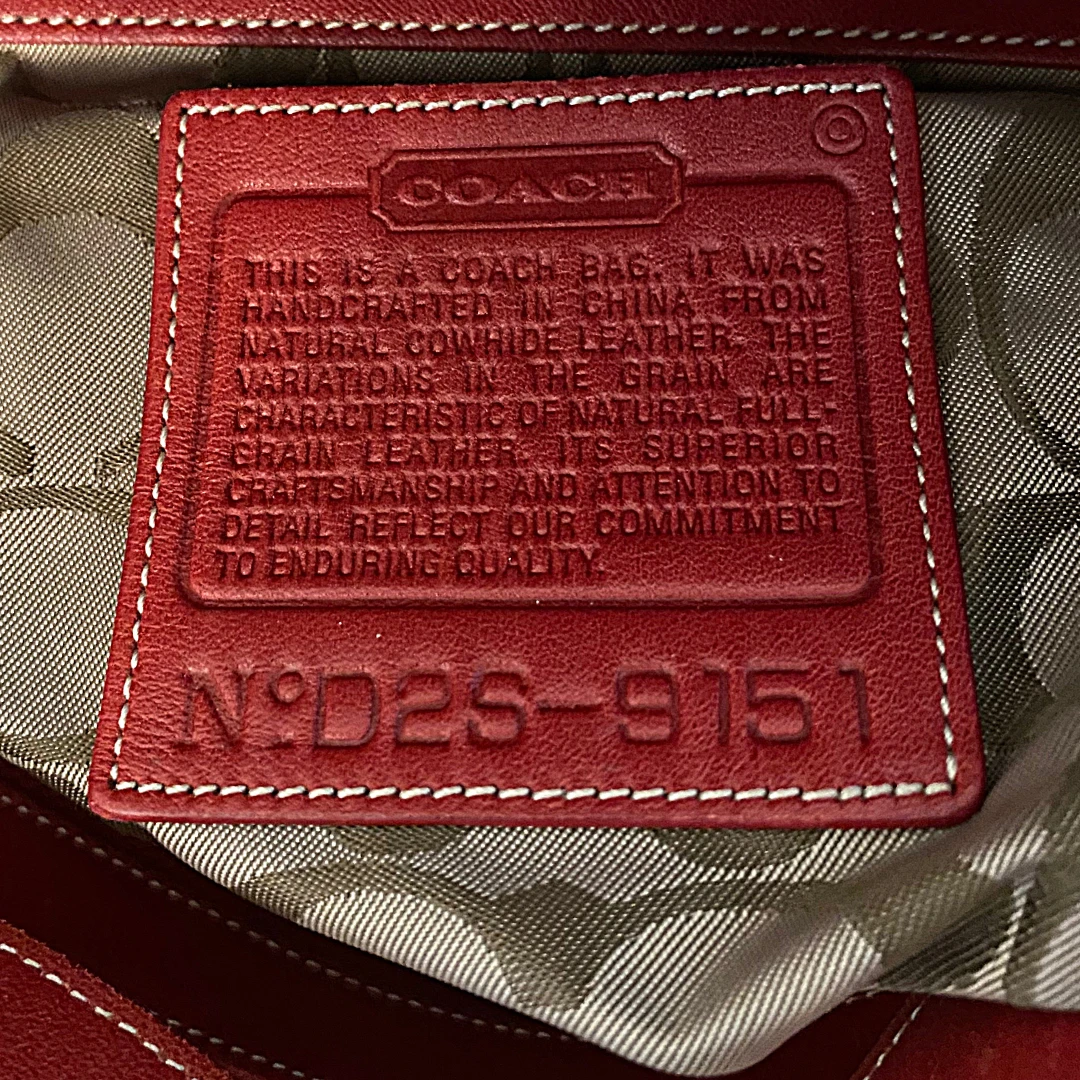 COACH
THIS IS A COACH BAG. IT WAS
HANDCRAFTED IN CHINA FROM
NATURAL COWHIDE LEATHER. THE
VARIATIONS IN THE GRAIN ARE
CHARACTERISTIC OF NATURAL FULL-
GRAIN LEATHER. ITS SUPERIOR
CRAFTSMANSHIP AND ATTENTION TO
DETAIL REFLECT OUR COMMITMENT
TO ENDURING QUALITY.
NºD2S-9151